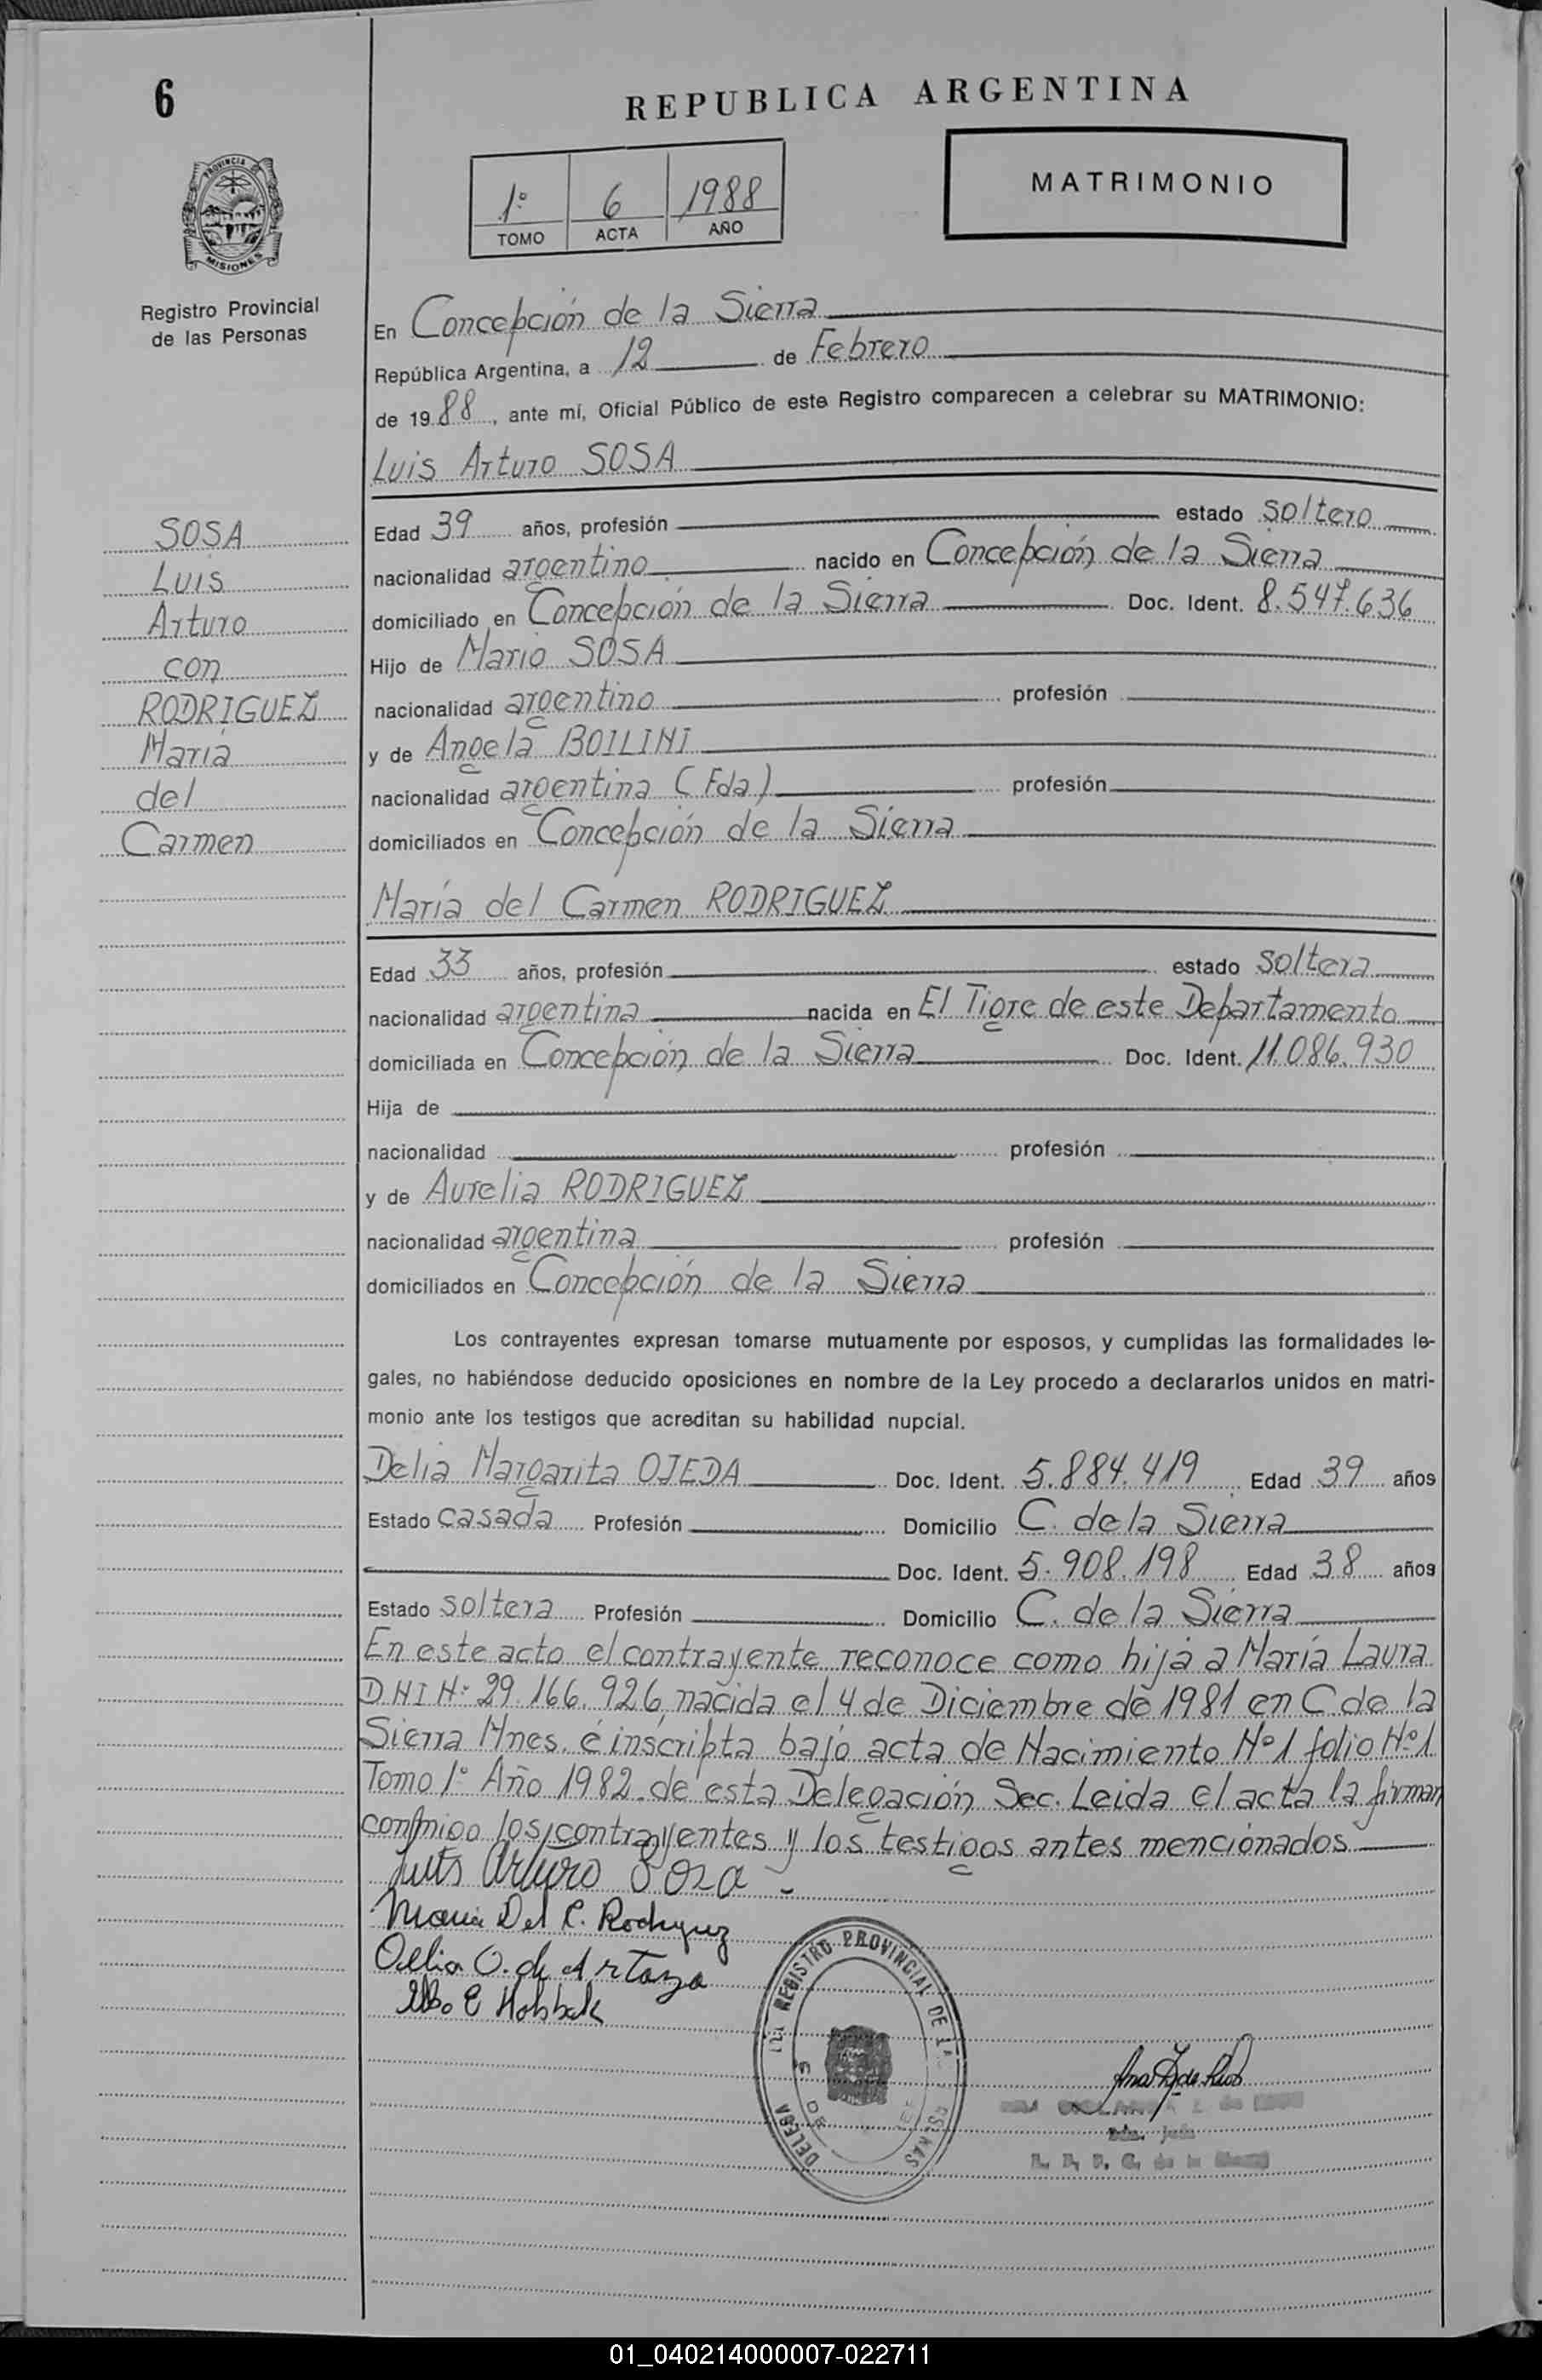 6
REPUBLICA ARGENTINA
PROVINCIA
MISIONES
1º 6 1988
TOMO ACTA AÑO
MATRIMONIO
Registro Provincial
de las Personas
En Concepción de la Sierra
República Argentina, a 12 de Febrero
de 1988, ante mí, Oficial Público de este Registro comparecen a celebrar su MATRIMONIO:
Luis Arturo SOSA
SOSA
Luis
Arturo
con
RODRIGUEZ
María
del
Carmen
Edad 39 años, profesión estado soltero
nacionalidad argentino nacido en Concepción de la Sierra
domiciliado en Concepción de la Sierra Doc. Ident. 8.547.636
Hijo de Mario SOSA
nacionalidad argentino profesión
y de Angela BOILINI
nacionalidad argentina (Fda) profesión
domiciliados en Concepción de la Sierra
María del Carmen RODRIGUEZ
Edad 33 años, profesión estado soltera
nacionalidad argentina nacida en El Tigre de este Departamento
domiciliada en Concepción de la Sierra Doc. Ident. 11.086.930
Hija de
nacionalidad profesión
y de Aurelia RODRIGUEZ
nacionalidad argentina profesión
domiciliados en Concepción de la Sierra
Los contrayentes expresan tomarse mutuamente por esposos, y cumplidas las formalidades le-
gales, no habiéndose deducido oposiciones en nombre de la Ley procedo a declararlos unidos en matri-
monio ante los testigos que acreditan su habilidad nupcial.
Delia Margarita OJEDA Doc. Ident. 5.884.419 Edad 39 años
Estado casada Profesión Domicilio C. de la Sierra
Doc. Ident. 5.908.198 Edad 38 años
Estado soltera Profesión Domicilio C. de la Sierra
En este acto el contrayente reconoce como hija a María Laura
D.N.I Nº 29.166.926, nacida el 4 de Diciembre de 1981 en C de la
Sierra Mnes. é inscripta bajo acta de Nacimiento Nº 1 folio Nº 1
Tomo 1º Año 1982 de esta Delegación Sec. Leida el acta la firman
conmigo los contrayentes y los testigos antes mencionados
Luis Arturo Sosa
Maria Del C. Rodriguez
Delia O. de Artaza
REGISTRO PROVINCIAL DE
01_040214000007-022711